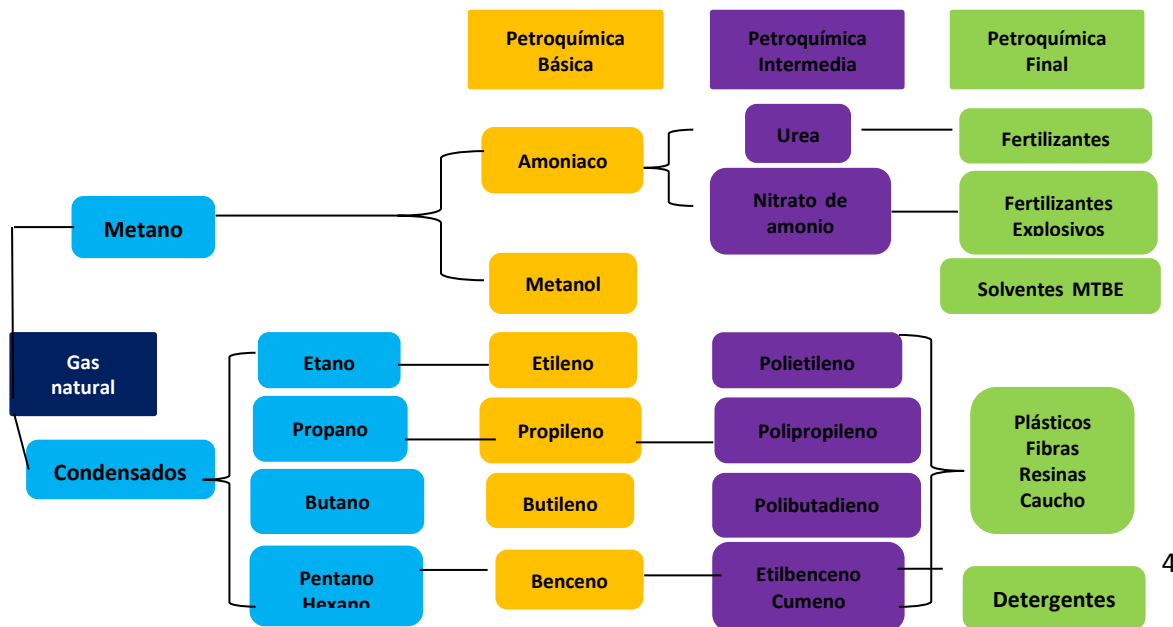 Petroquímica
Básica
Petroquímica
Intermedia
Petroquímica
Final
Urea
Fertilizantes
Amoniaco
Nitrato de
amonio
Fertilizantes
Explosivos
Metano
Metanol
Solventes MTBE
Gas
natural
Etano
Etileno
Polietileno
Propano
Propileno
Polipropileno
Plásticos
Fibras
Resinas
Caucho
Condensados
Butano
Butileno
Polibutadieno
Pentano
Hexano
Benceno
Etilbenceno
Cumeno
Detergentes
4